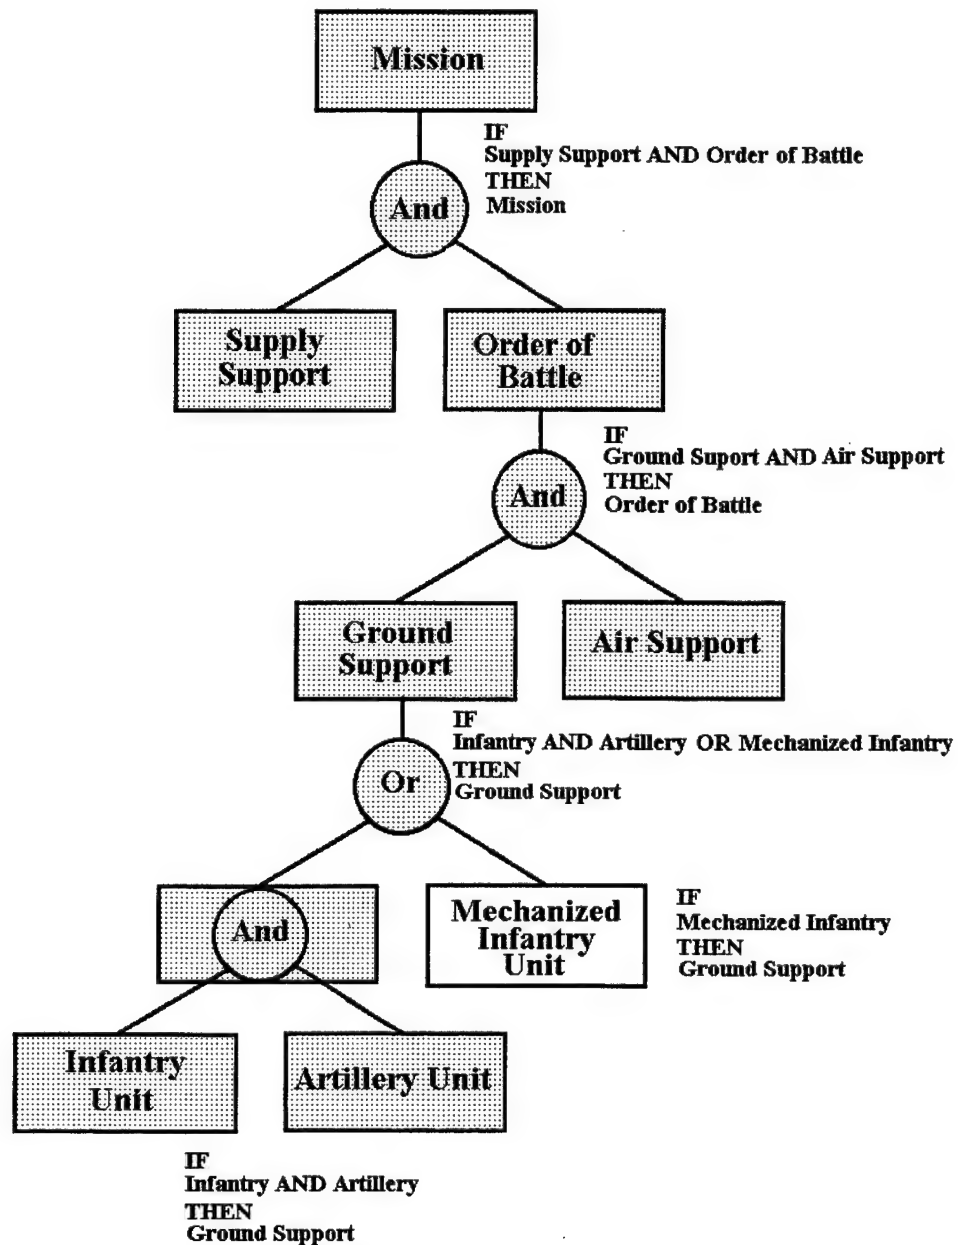 Mission
IF
Supply Support AND Order of Battle
THEN
Mission
And
Supply
Support
Order of
Battle
IF
Ground Suport AND Air Support
THEN
Order of Battle
And
Ground
Support
Air Support
IF
Infantry AND Artillery OR Mechanized Infantry
THEN
Ground Support
Or
And
Mechanized
Infantry
Unit
IF
Mechanized Infantry
THEN
Ground Support
Infantry
Unit
Artillery Unit
IF
Infantry AND Artillery
THEN
Ground Support